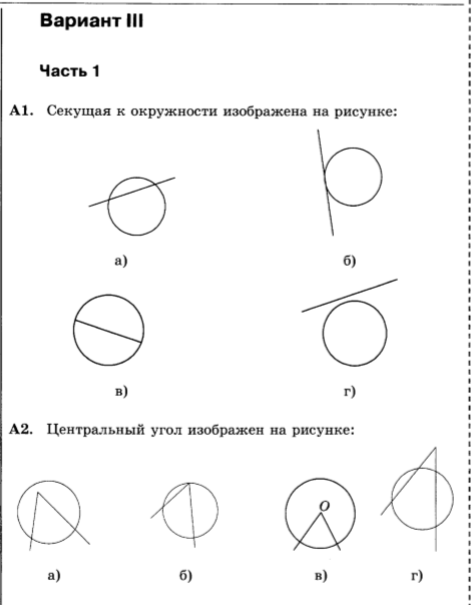 Вариант III
Часть 1
А1. Секущая к окружности изображена на рисунке:
а) б)
в) г)
А2. Центральный угол изображен на рисунке:
O
а) б) в) г)